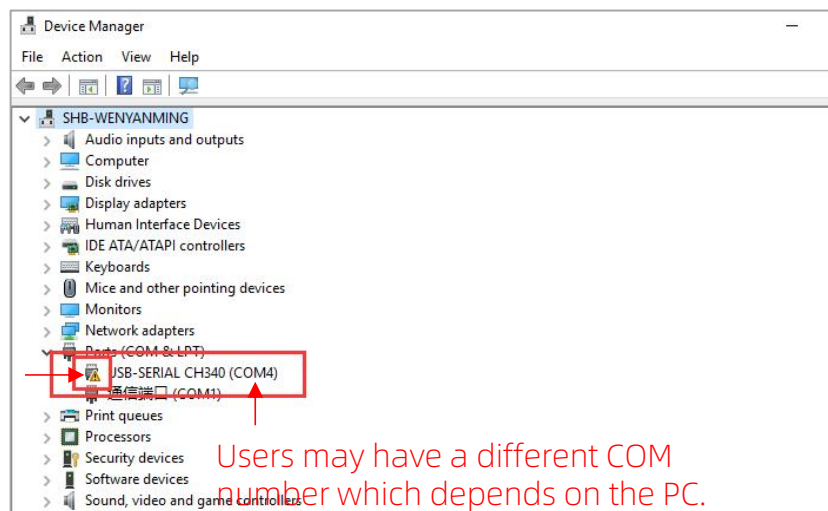 Device Manager
File Action View Help
SHB-WENYANMING
Audio inputs and outputs
Computer
Disk drives
Display adapters
Human Interface Devices
IDE ATA/ATAPI controllers
Keyboards
Mice and other pointing devices
Monitors
Network adapters
Ports (COM & LPT)
USB-SERIAL CH340 (COM4)
通信端口 (COM1)
Print queues
Processors
Security devices
Software devices
Sound, video and game controllers
Users may have a different COM
number which depends on the PC.